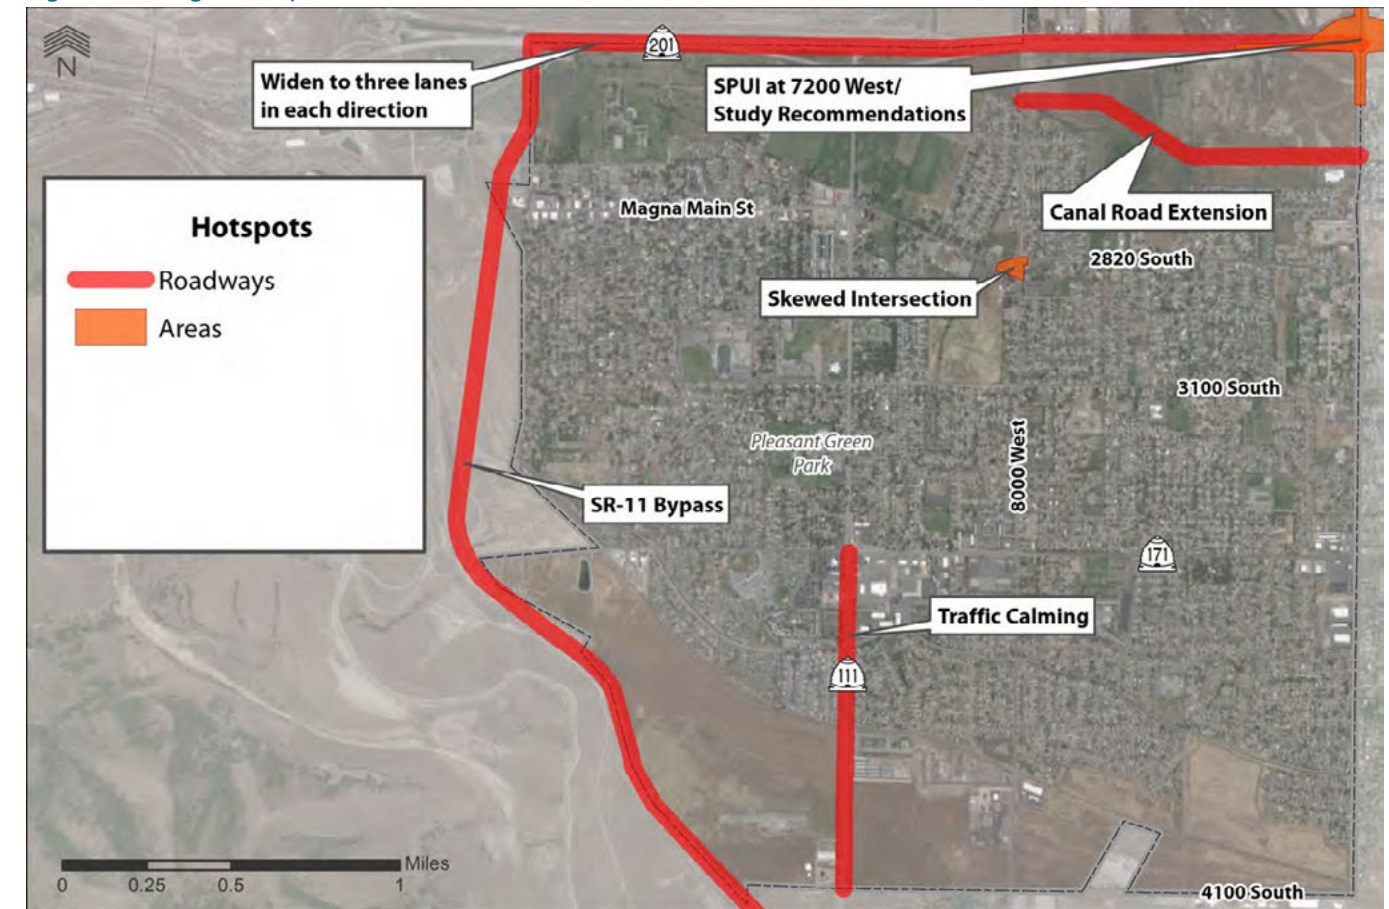 N
201
Widen to three lanes
in each direction
SPUI at 7200 West/
Study Recommendations
Hotspots
Roadways
Areas
Magna Main St
Canal Road Extension
2820 South
Skewed Intersection
3100 South
Pleasant Green
Park
8000 West
SR-11 Bypass
171
Traffic Calming
111
Miles
0 0.25 0.5 1
4100 South